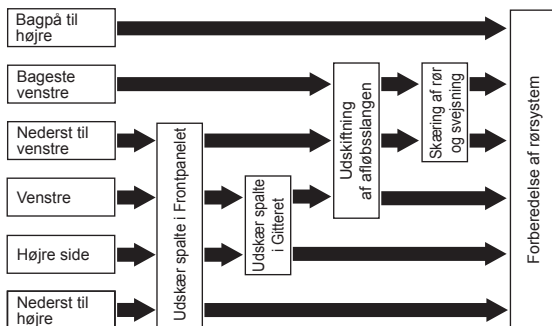 Bagpå til
højre
Bageste
venstre
Nederst til
venstre
Venstre
Højre side
Nederst til
højre
Udskær spalte i Frontpanelet
Udskær spalte
i Gitteret
Udskiftning
af afløbsslangen
Skæring af rør
og svejsning
Forberedelse af rørsystem